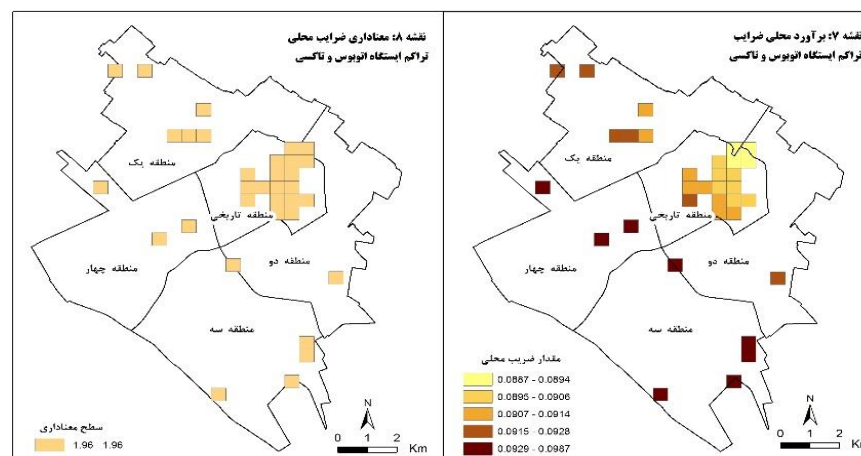 نقشه ۸: معناداری ضرایب محلی
تراکم ایستگاه اتوبوس و تاکسی
منطقه یک
منطقه تاریخی
منطقه چهار
منطقه دو
منطقه سه
سطح معناداری
1.96 1.96
N
0 1 2
Km
نقشه ۷: برآورد محلی ضرایب
تراکم ایستگاه اتوبوس و تاکسی
منطقه یک
منطقه تاریخی
منطقه چهار
منطقه دو
منطقه سه
مقدار ضریب محلی
0.0887 - 0.0894
0.0895 - 0.0906
0.0907 - 0.0914
0.0915 - 0.0928
0.0929 - 0.0987
N
0 1 2
Km